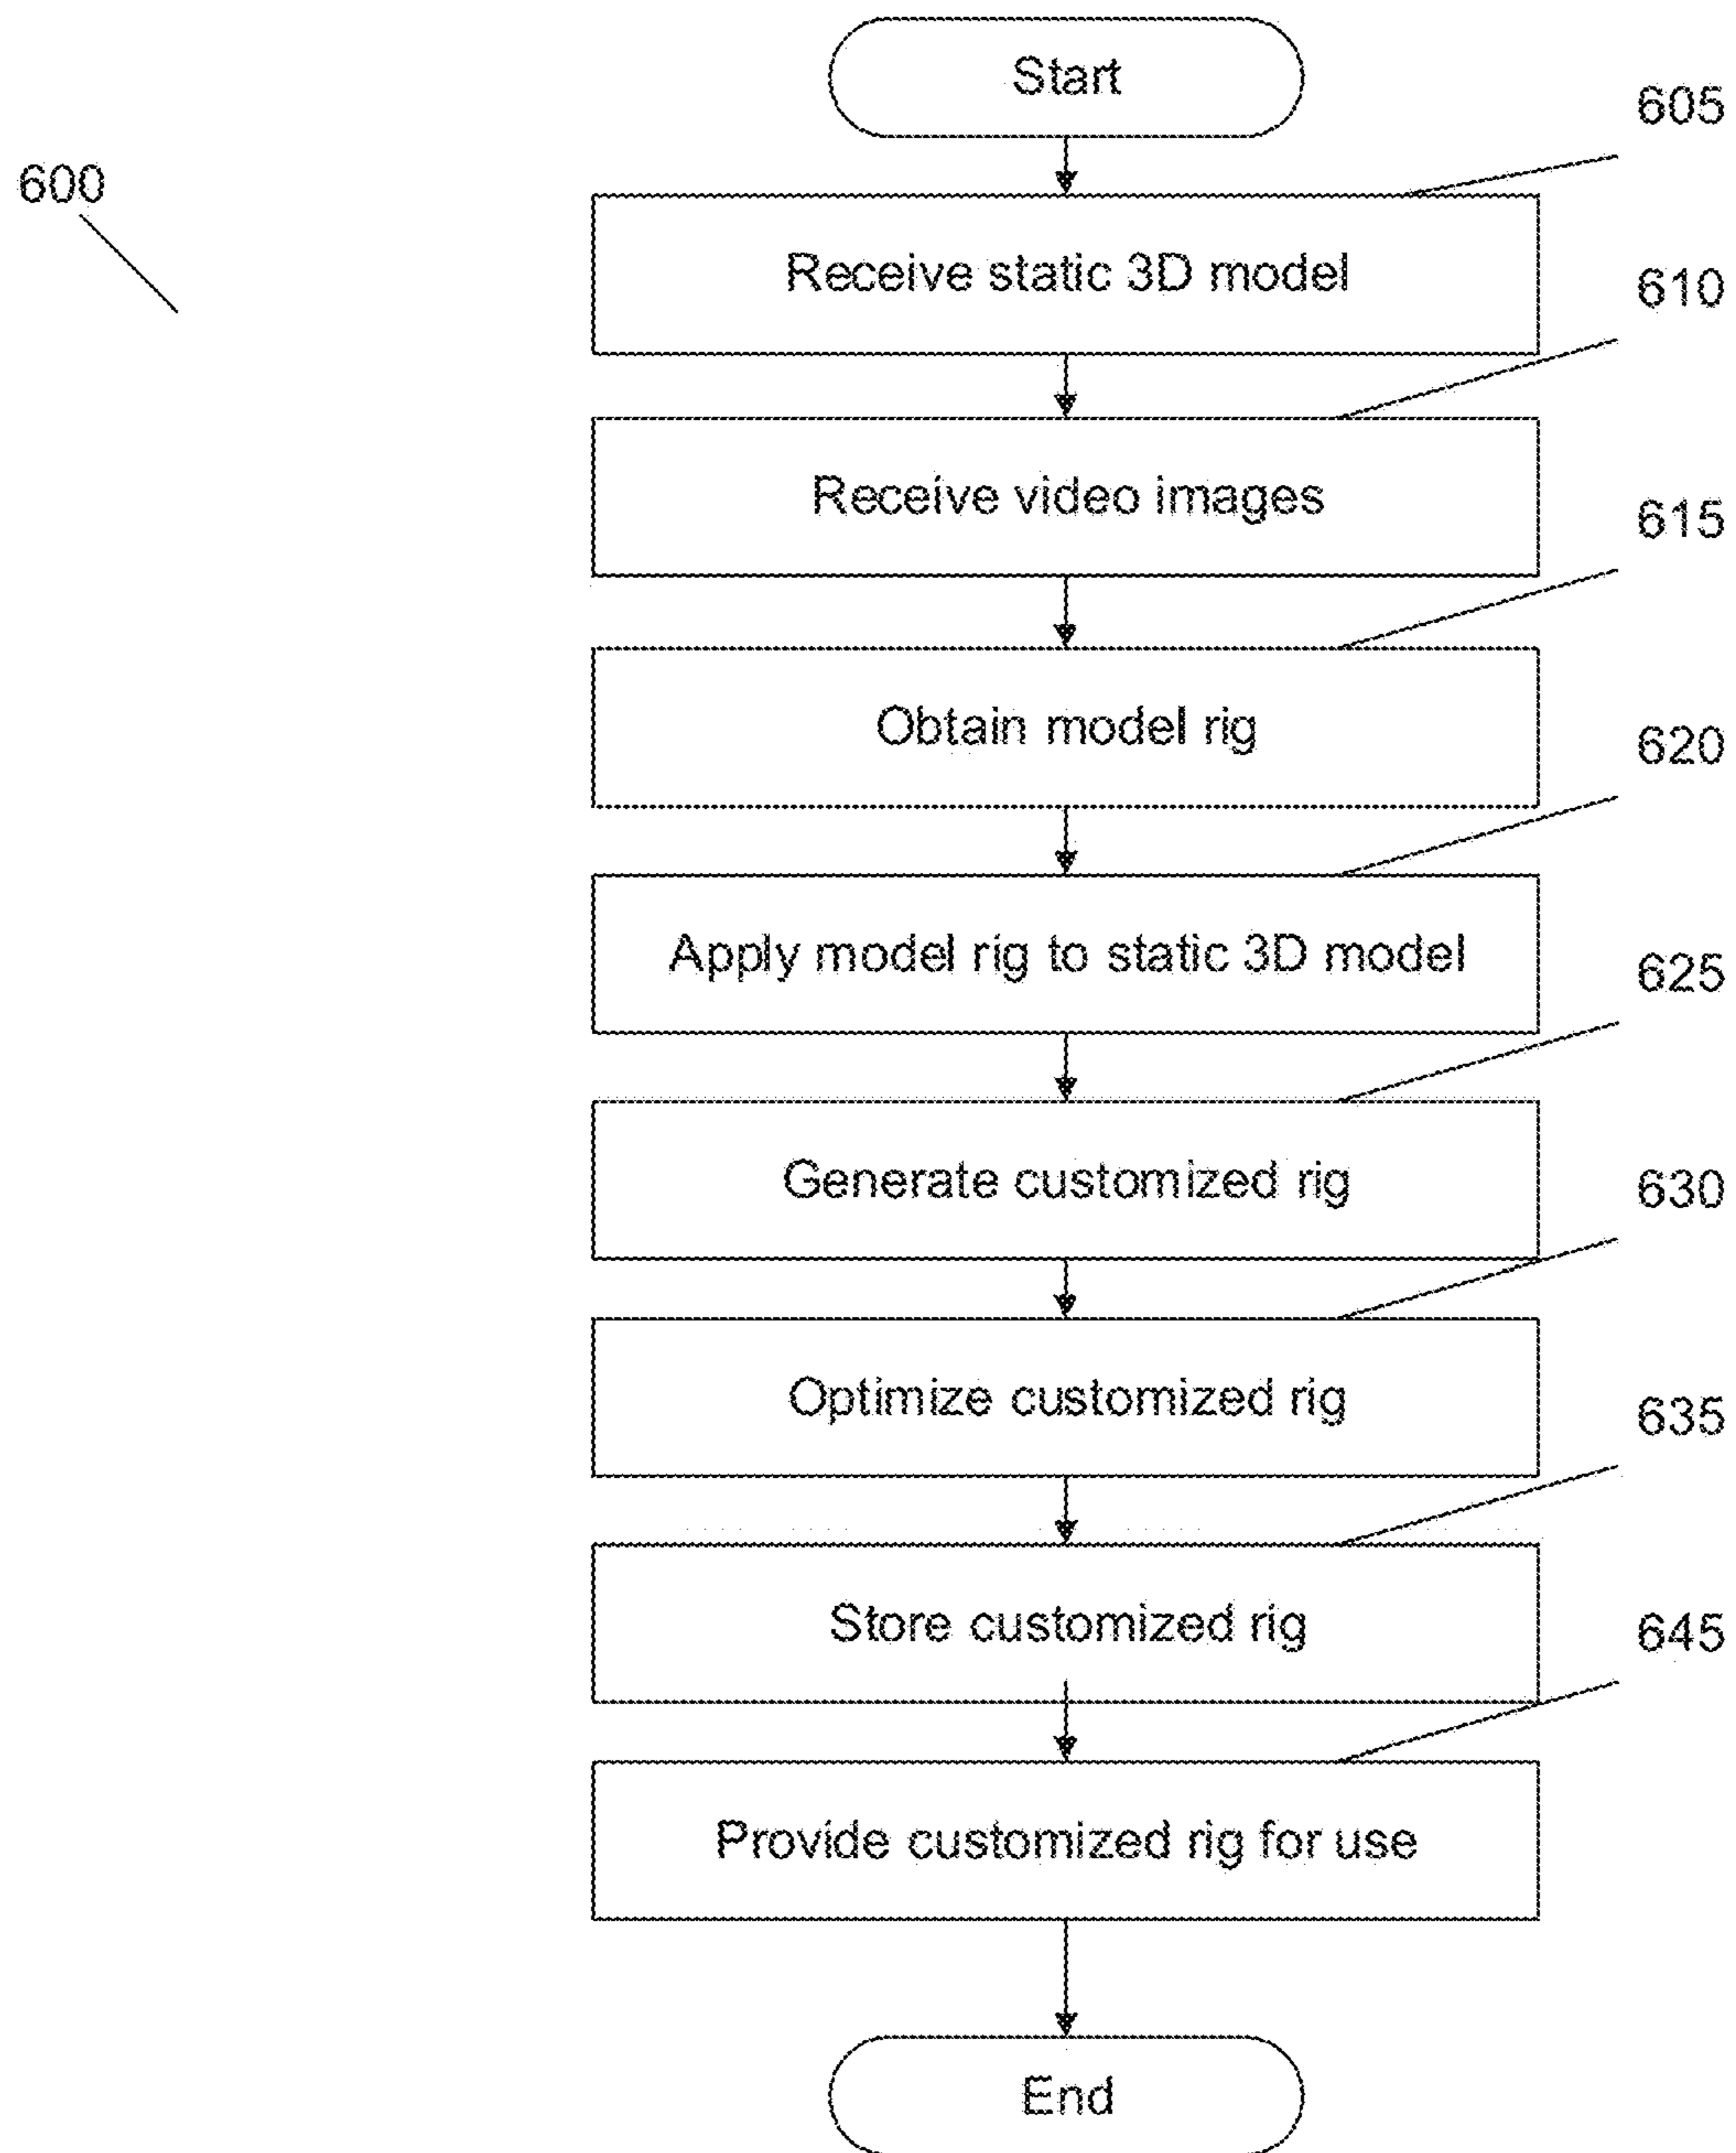 Start
605
600
Receive static 3D model
610
Receive video images
615
Obtain model rig
620
Apply model rig to static 3D model
625
Generate customized rig
630
Optimize customized rig
635
Store customized rig
645
Provide customized rig for use
End